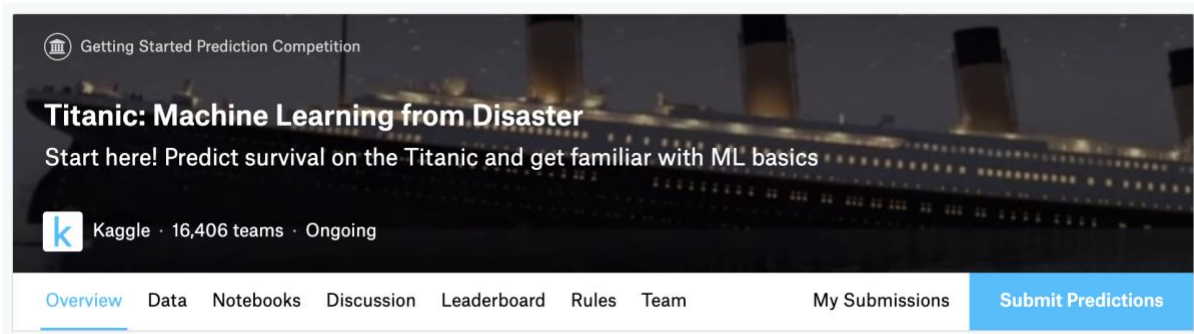 Getting Started Prediction Competition
Titanic: Machine Learning from Disaster
Start here! Predict survival on the Titanic and get familiar with ML basics
k
Kaggle · 16,406 teams · Ongoing
Overview Data Notebooks Discussion Leaderboard Rules Team My Submissions Submit Predictions